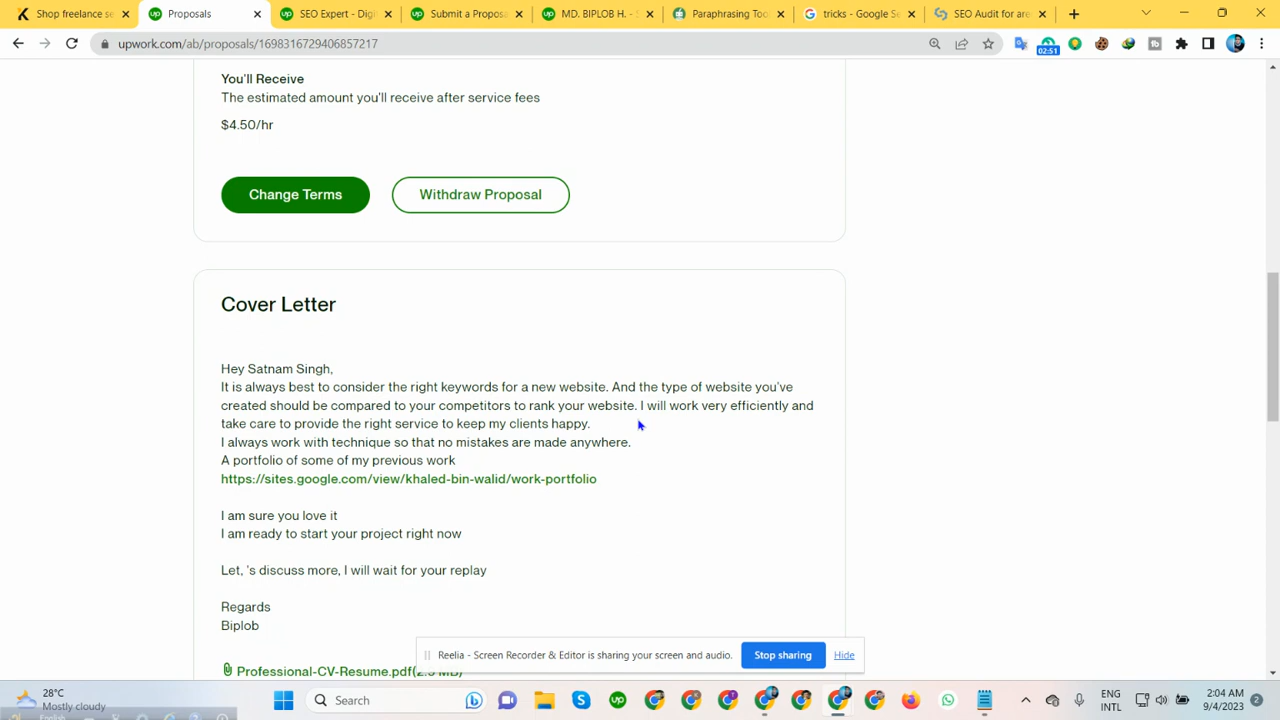 Shop freelance se
Proposals
SEO Expert - Digi
Submit a Proposa
MD. BIPLOB H. - S
Paraphrasing Too
tricks - Google Se
SEO Audit for are
upwork.com/ab/proposals/1698316729406857217
02:51
You'll Receive
The estimated amount you'll receive after service fees
$4.50/hr
Change Terms
Withdraw Proposal
Cover Letter
Hey Satnam Singh,
It is always best to consider the right keywords for a new website. And the type of website you've
created should be compared to your competitors to rank your website. I will work very efficiently and
take care to provide the right service to keep my clients happy.
I always work with technique so that no mistakes are made anywhere.
A portfolio of some of my previous work
https://sites.google.com/view/khaled-bin-walid/work-portfolio
I am sure you love it
I am ready to start your project right now
Let, 's discuss more, I will wait for your replay
Regards
Biplob
Professional-CV-Resume.pdf(2.5 MB)
Reelia - Screen Recorder & Editor is sharing your screen and audio.
Stop sharing
Hide
28°C
Mostly cloudy
English
Search
ENG
INTL
2:04 AM
9/4/2023
2